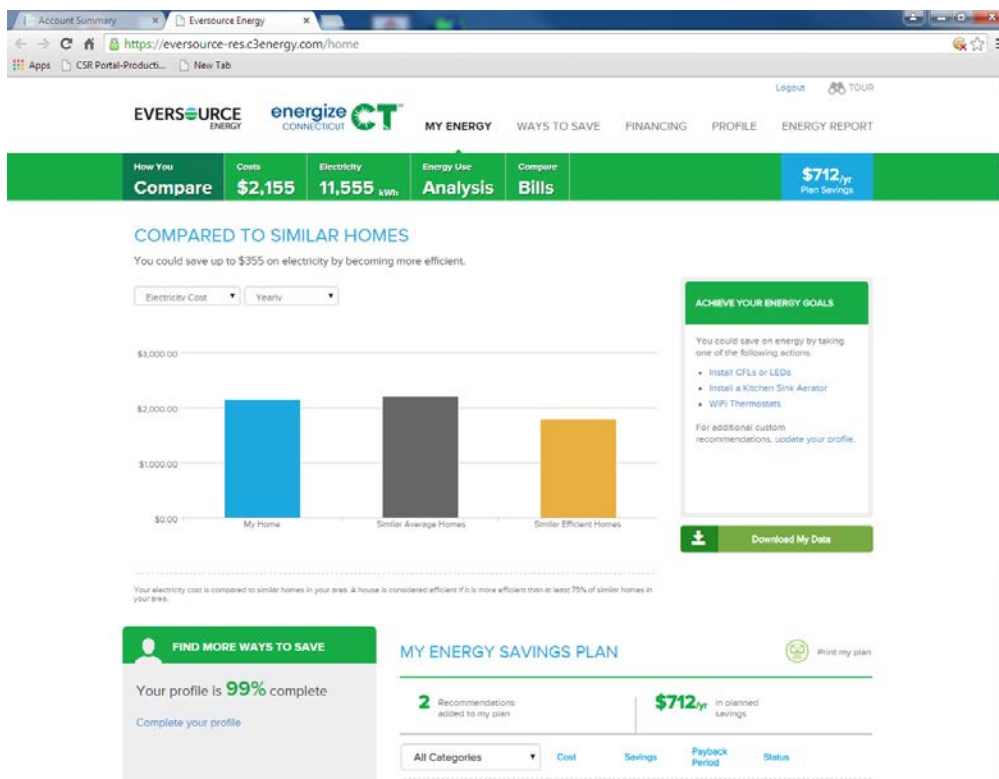 Account Summary
Eversource Energy
https://eversource-res.c3energy.com/home
Apps
CSR Portal-Producti...
New Tab
Logout
TOUR
EVERSOURCE
ENERGY
energize CT
CONNECTICUT
MY ENERGY
WAYS TO SAVE
FINANCING
PROFILE
ENERGY REPORT
How You
Compare
Costs
$2,155
Electricity
11,555 kWh
Energy Use
Analysis
Compare
Bills
$712/yr
Plan Savings
COMPARED TO SIMILAR HOMES
You could save up to $355 on electricity by becoming more efficient.
Electricity Cost
Yearly
$3,000.00
$2,000.00
$1,000.00
$0.00
My Home
Similar Average Homes
Similar Efficient Homes
Your electricity cost is compared to similar homes in your area. A house is considered efficient if it is more efficient than at least 75% of similar homes in
your area.
ACHIEVE YOUR ENERGY GOALS
You could save on energy by taking
one of the following actions:
• Install CFLs or LEDs
• Install a Kitchen Sink Aerator
• WiFi Thermostats
For additional custom
recommendations, update your profile.
Download My Data
FIND MORE WAYS TO SAVE
Your profile is 99% complete
Complete your profile
MY ENERGY SAVINGS PLAN
Print my plan
2 Recommendations
added to my plan
$712/yr in planned
savings
All Categories
Cost
Savings
Payback
Period
Status